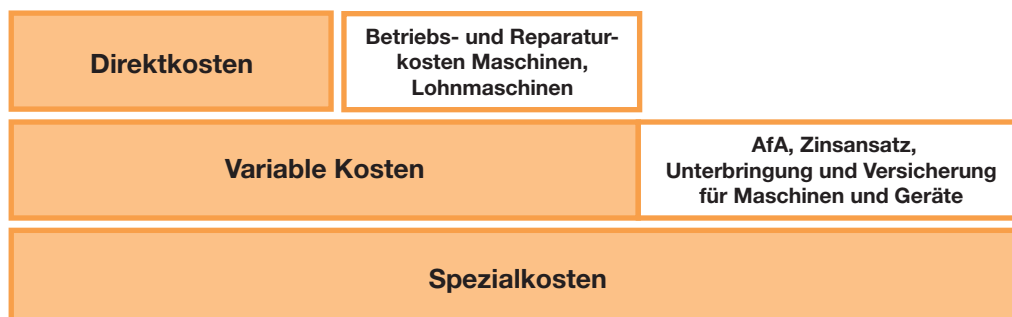 Direktkosten
Betriebs- und Reparatur-
kosten Maschinen,
Lohnmaschinen
Variable Kosten
AfA, Zinsansatz,
Unterbringung und Versicherung
für Maschinen und Geräte
Spezialkosten